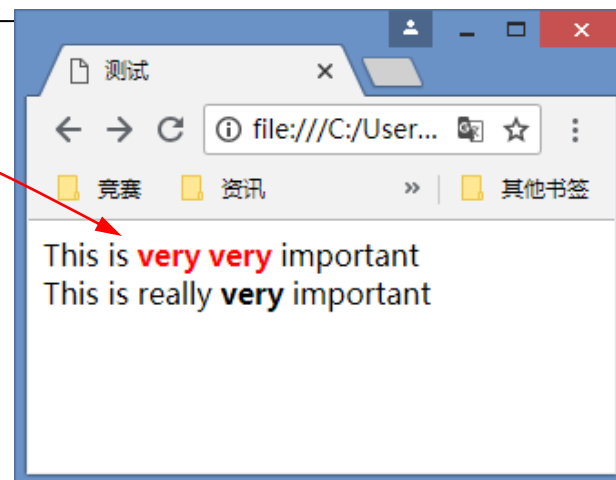 测试
file:///C:/User...
竞赛 资讯 » 其他书签
This is very very important
This is really very important